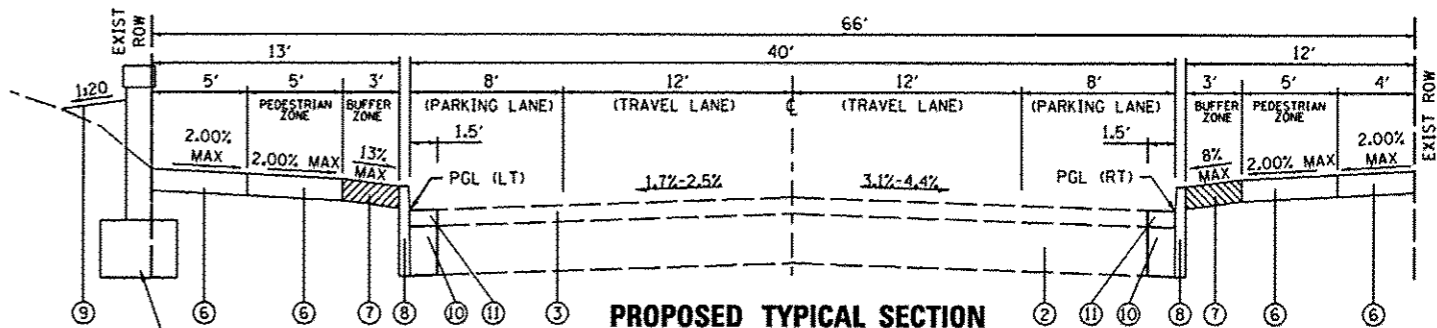 66'
EXIST ROW
13'
40'
12'
5'
5'
3'
8'
12'
12'
8'
3'
5'
4'
1:20
PEDESTRIAN ZONE
BUFFER ZONE
(PARKING LANE)
(TRAVEL LANE)
℄
(TRAVEL LANE)
(PARKING LANE)
BUFFER ZONE
PEDESTRIAN ZONE
EXIST ROW
2.00% MAX
2.00% MAX
13% MAX
1.5'
1.5'
8% MAX
2.00% MAX
2.00% MAX
PGL (LT)
1.7%-2.5%
3.1%-4.4%
PGL (RT)
9
6
6
7
8
10
11
3
PROPOSED TYPICAL SECTION
2
11
10
8
7
6
6